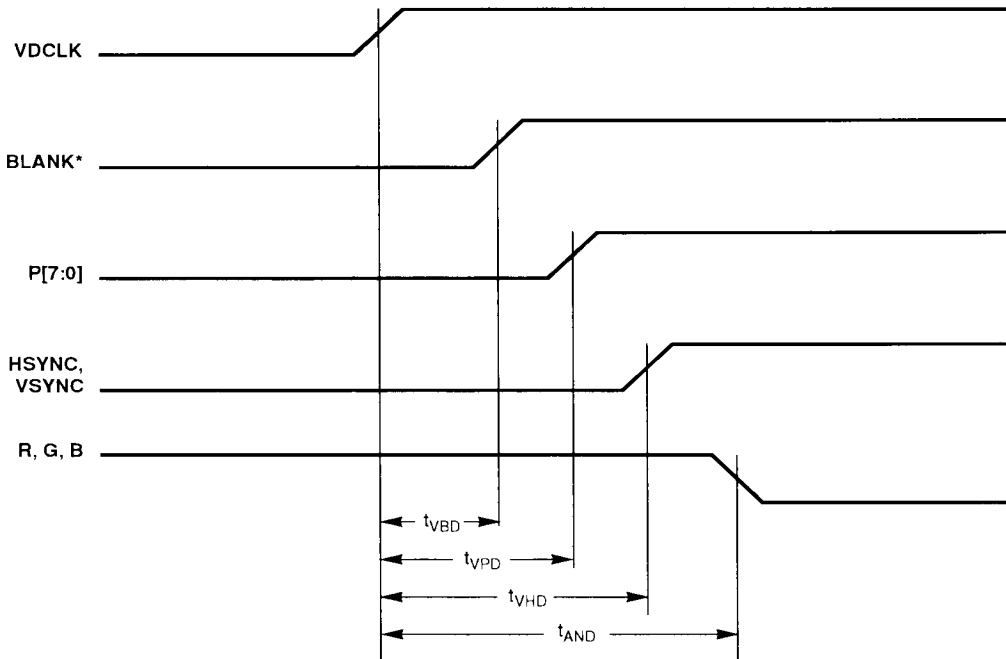 VDCLK
BLANK*
P[7:0]
HSYNC,
VSYNC
R, G, B
tVBD
tVPD
tVHD
tAND